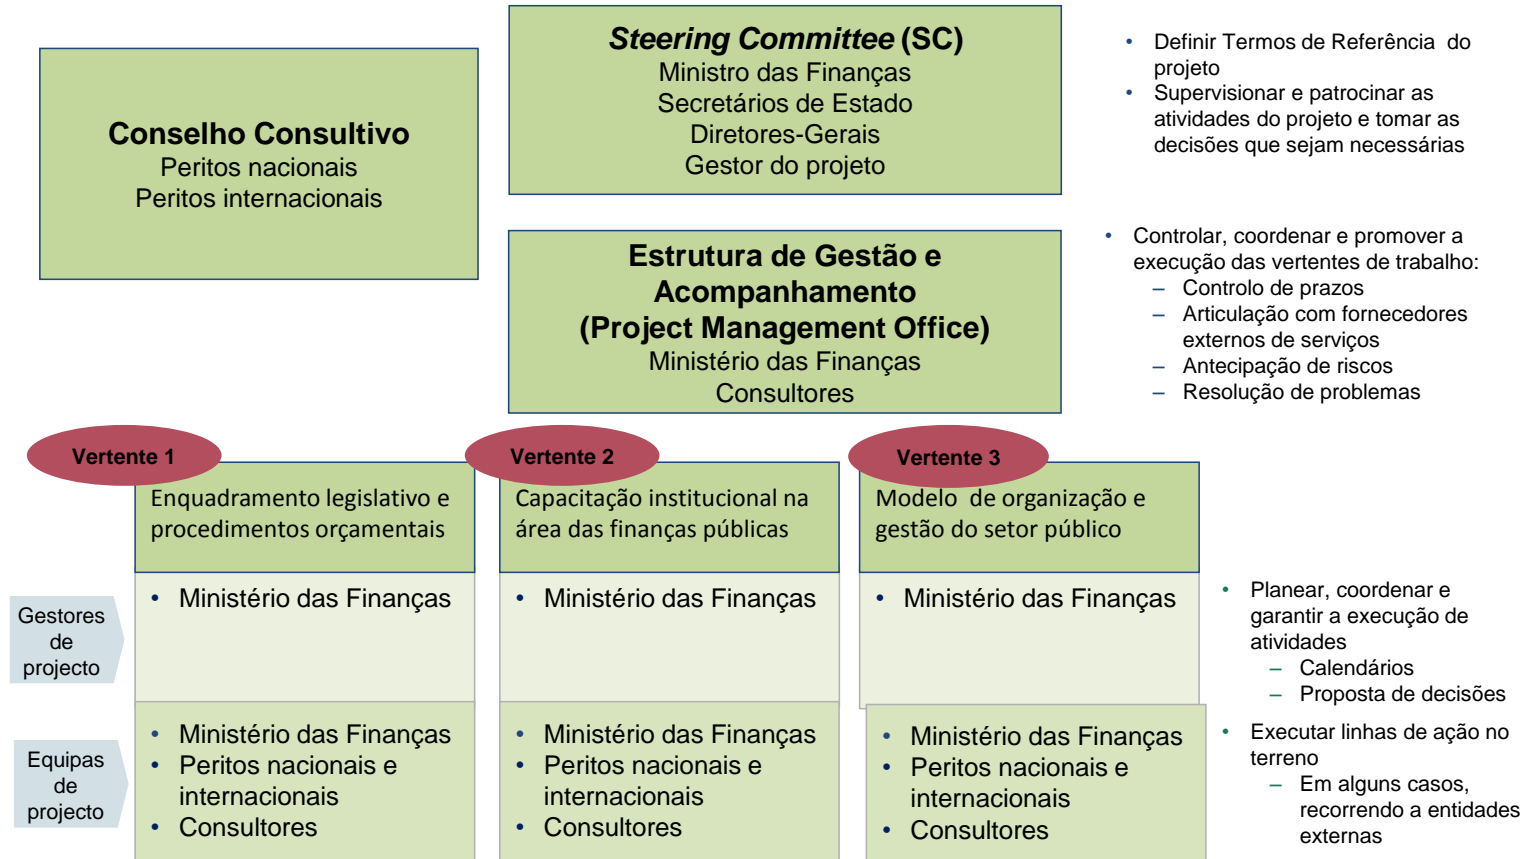 Conselho Consultivo
Peritos nacionais
Peritos internacionais
Steering Committee (SC)
Ministro das Finanças
Secretários de Estado
Diretores-Gerais
Gestor do projeto
• Definir Termos de Referência do
projeto
• Supervisionar e patrocinar as
atividades do projeto e tomar as
decisões que sejam necessárias
Estrutura de Gestão e
Acompanhamento
(Project Management Office)
Ministério das Finanças
Consultores
• Controlar, coordenar e promover a
execução das vertentes de trabalho:
– Controlo de prazos
– Articulação com fornecedores
externos de serviços
– Antecipação de riscos
– Resolução de problemas
Vertente 1
Enquadramento legislativo e
procedimentos orçamentais
Vertente 2
Capacitação institucional na
área das finanças públicas
Vertente 3
Modelo de organização e
gestão do setor público
Gestores
de
projecto
• Ministério das Finanças
• Ministério das Finanças
• Ministério das Finanças
• Planear, coordenar e
garantir a execução de
atividades
– Calendários
– Proposta de decisões
Equipas
de
projecto
• Ministério das Finanças
• Peritos nacionais e
internacionais
• Consultores
• Ministério das Finanças
• Peritos nacionais e
internacionais
• Consultores
• Ministério das Finanças
• Peritos nacionais e
internacionais
• Consultores
• Executar linhas de ação no
terreno
– Em alguns casos,
recorrendo a entidades
externas